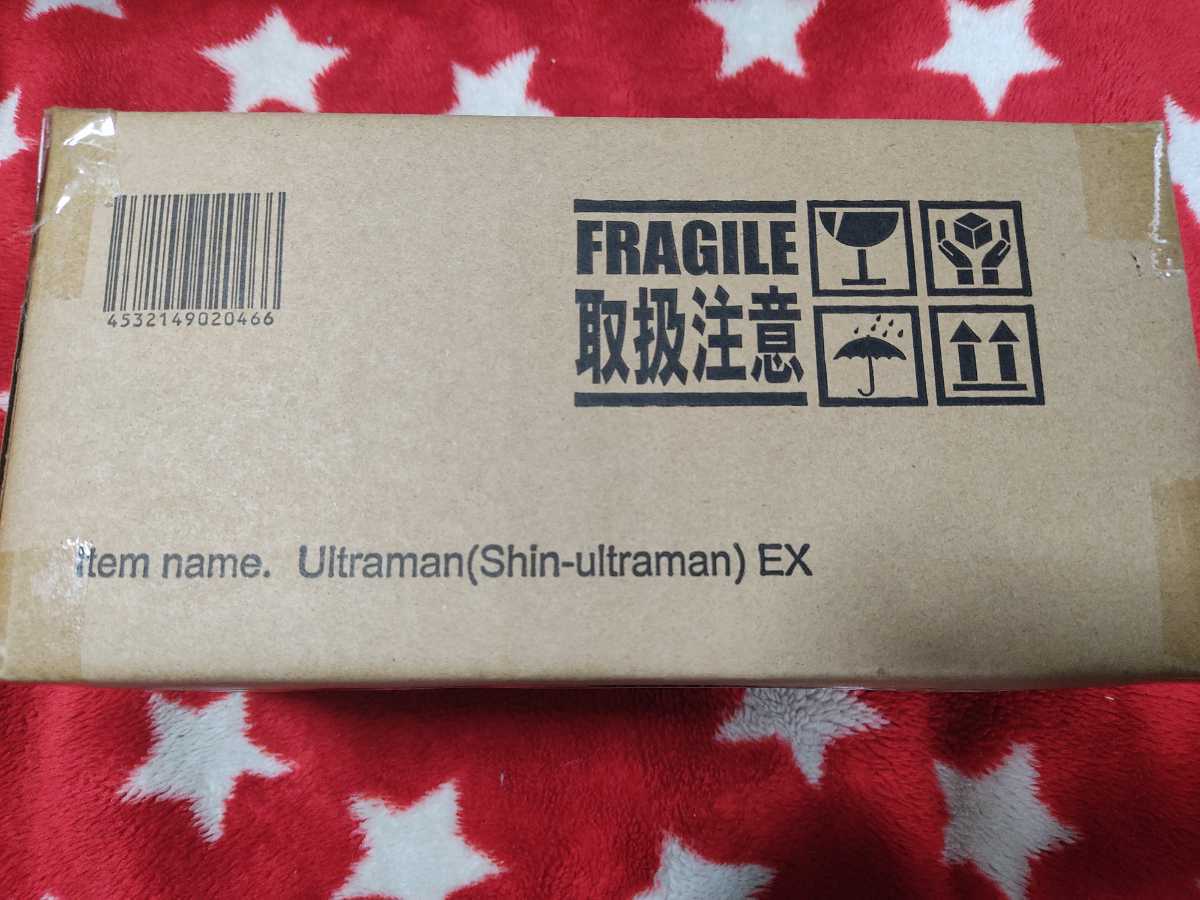 4532149020466
FRAGILE
取扱注意
Item name. Ultraman(Shin-ultraman) EX